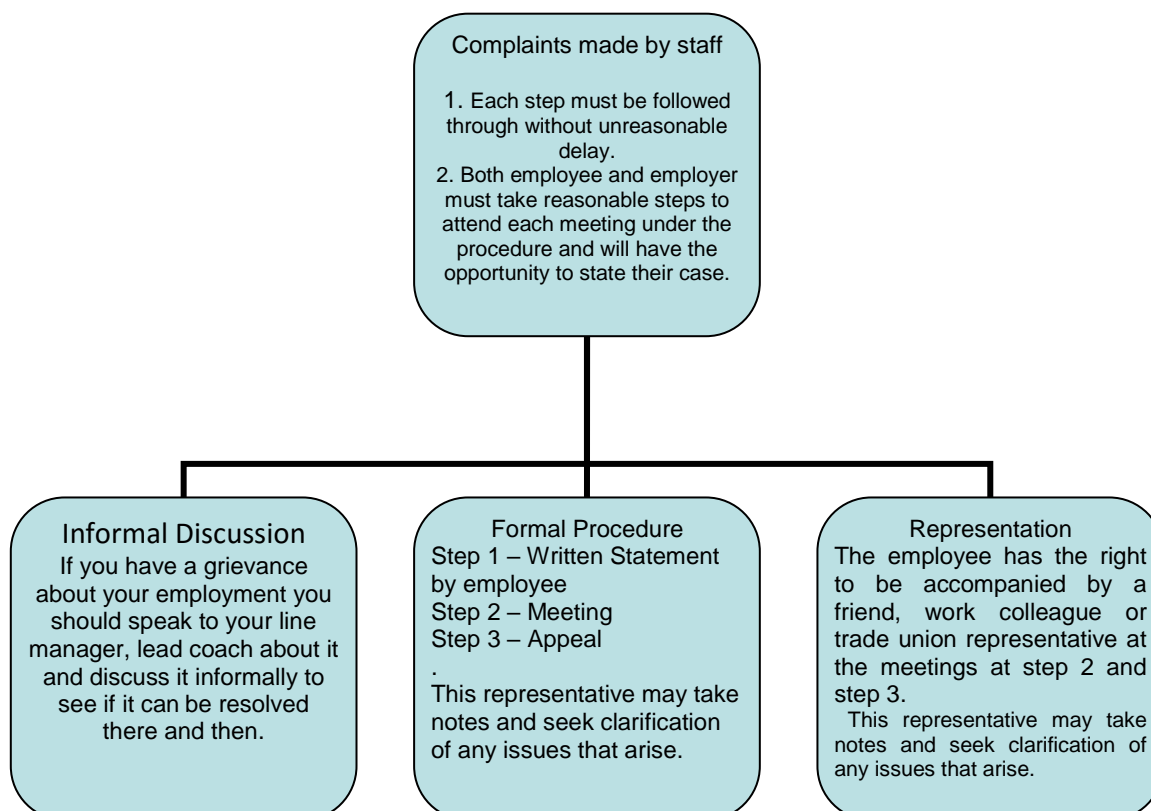 Complaints made by staff
1. Each step must be followed
through without unreasonable
delay.
2. Both employee and employer
must take reasonable steps to
attend each meeting under the
procedure and will have the
opportunity to state their case.
Informal Discussion
If you have a grievance
about your employment you
should speak to your line
manager, lead coach about it
and discuss it informally to
see if it can be resolved
there and then.
Formal Procedure
Step 1 – Written Statement
by employee
Step 2 – Meeting
Step 3 – Appeal
.
This representative may take
notes and seek clarification
of any issues that arise.
Representation
The employee has the right
to be accompanied by a
friend, work colleague or
trade union representative at
the meetings at step 2 and
step 3.
This representative may take
notes and seek clarification of
any issues that arise.